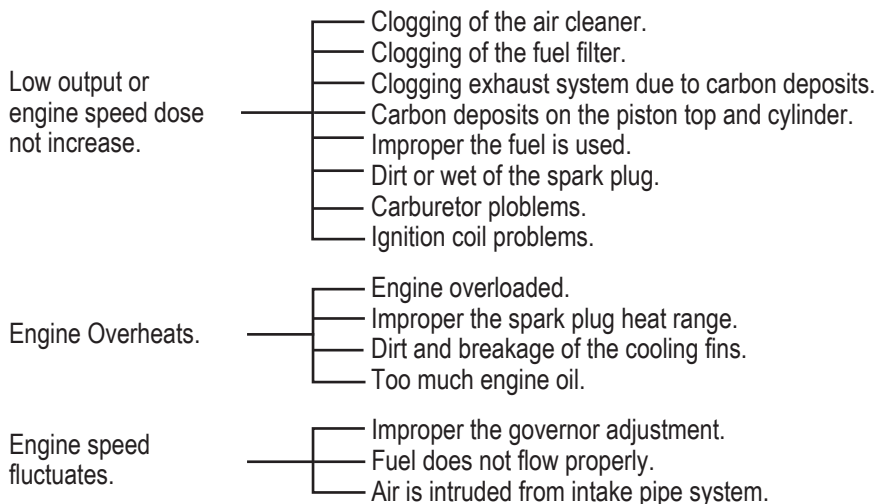 Low output or
engine speed dose
not increase.
Clogging of the air cleaner.
Clogging of the fuel filter.
Clogging exhaust system due to carbon deposits.
Carbon deposits on the piston top and cylinder.
Improper the fuel is used.
Dirt or wet of the spark plug.
Carburetor ploblems.
Ignition coil problems.
Engine Overheats.
Engine overloaded.
Improper the spark plug heat range.
Dirt and breakage of the cooling fins.
Too much engine oil.
Engine speed
fluctuates.
Improper the governor adjustment.
Fuel does not flow properly.
Air is intruded from intake pipe system.